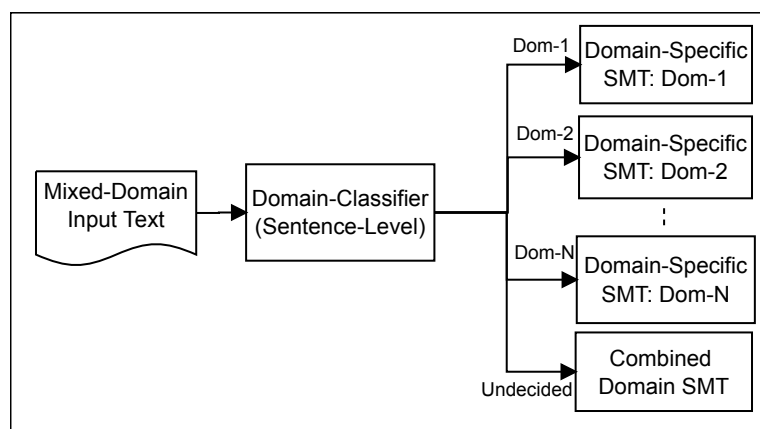 Mixed-Domain
Input Text
Domain-Classifier
(Sentence-Level)
Dom-1
Domain-Specific
SMT: Dom-1
Dom-2
Domain-Specific
SMT: Dom-2
Dom-N
Domain-Specific
SMT: Dom-N
Undecided
Combined
Domain SMT